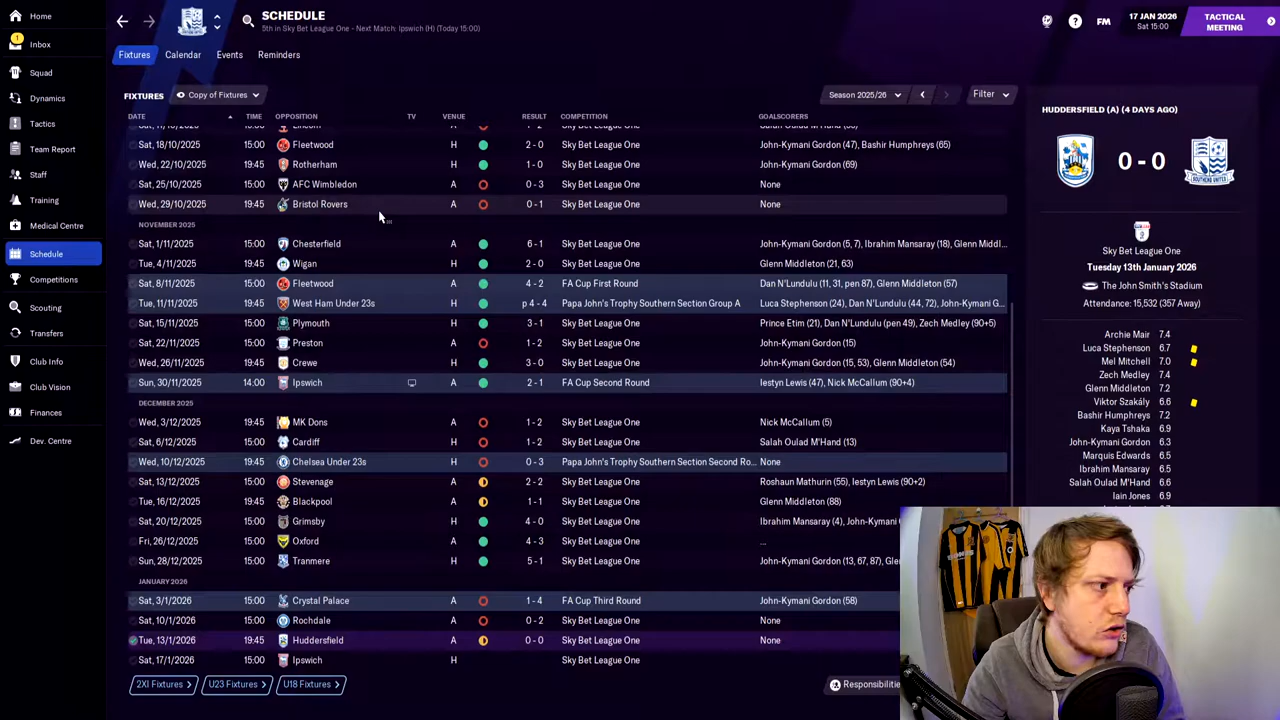 SCHEDULE
5th in Sky Bet League One - Next Match: Ipswich (H) (Today 15:00)
FM
17 JAN 2026
Sat 15:00
TACTICAL MEETING
Home
1
Inbox
Squad
Dynamics
Tactics
Team Report
Staff
Training
Medical Centre
Schedule
Competitions
Scouting
Transfers
Club Info
Club Vision
Finances
Dev. Centre
Fixtures Calendar Events Reminders
FIXTURES Copy of Fixtures Season 2025/26 Filter
DATE TIME OPPOSITION TV VENUE RESULT COMPETITION GOALSCORERS
Sat, 18/10/2025 15:00 Fleetwood H 2 - 0 Sky Bet League One John-Kymani Gordon (47), Bashir Humphreys (65)
Wed, 22/10/2025 19:45 Rotherham H 1 - 0 Sky Bet League One John-Kymani Gordon (69)
Sat, 25/10/2025 15:00 AFC Wimbledon A 0 - 3 Sky Bet League One None
Wed, 29/10/2025 19:45 Bristol Rovers A 0 - 1 Sky Bet League One None
NOVEMBER 2025
Sat, 1/11/2025 15:00 Chesterfield A 6 - 1 Sky Bet League One John-Kymani Gordon (5, 7), Ibrahim Mansaray (18), Glenn Middl...
Tue, 4/11/2025 19:45 Wigan H 2 - 0 Sky Bet League One Glenn Middleton (21, 63)
Sat, 8/11/2025 15:00 Fleetwood A 4 - 2 FA Cup First Round Dan N'Lundulu (11, 31, pen 87), Glenn Middleton (57)
Tue, 11/11/2025 19:45 West Ham Under 23s H p 4 - 4 Papa John's Trophy Southern Section Group A Luca Stephenson (24), Dan N'Lundulu (44, 72), John-Kymani G...
Sat, 15/11/2025 15:00 Plymouth H 3 - 1 Sky Bet League One Prince Etim (21), Dan N'Lundulu (pen 49), Zech Medley (90+5)
Sat, 22/11/2025 15:00 Preston A 1 - 2 Sky Bet League One John-Kymani Gordon (15)
Wed, 26/11/2025 19:45 Crewe H 3 - 0 Sky Bet League One John-Kymani Gordon (15, 53), Glenn Middleton (54)
Sun, 30/11/2025 14:00 Ipswich A 2 - 1 FA Cup Second Round Iestyn Lewis (47), Nick McCallum (90+4)
DECEMBER 2025
Wed, 3/12/2025 19:45 MK Dons A 1 - 2 Sky Bet League One Nick McCallum (5)
Sat, 6/12/2025 15:00 Cardiff H 1 - 2 Sky Bet League One Salah Oulad M'Hand (13)
Wed, 10/12/2025 19:45 Chelsea Under 23s H 0 - 3 Papa John's Trophy Southern Section Second Ro... None
Sat, 13/12/2025 15:00 Stevenage A 2 - 2 Sky Bet League One Roshaun Mathurin (55), Iestyn Lewis (90+2)
Tue, 16/12/2025 15:00 Blackpool A 1 - 1 Sky Bet League One Glenn Middleton (88)
Sat, 20/12/2025 15:00 Grimsby H 4 - 0 Sky Bet League One Ibrahim Mansaray (4), John-Kymani
Fri, 26/12/2025 15:00 Oxford A 4 - 3 Sky Bet League One ...
Sun, 28/12/2025 15:00 Tranmere H 5 - 1 Sky Bet League One John-Kymani Gordon (13, 67, 87),
JANUARY 2026
Sat, 3/1/2026 15:00 Crystal Palace A 1 - 4 FA Cup Third Round John-Kymani Gordon (58)
Sat, 10/1/2026 15:00 Rochdale A 0 - 2 Sky Bet League One None
Tue, 13/1/2026 19:45 Huddersfield A 0 - 0 Sky Bet League One None
Sat, 17/1/2026 15:00 Ipswich H Sky Bet League One
2XI Fixtures U23 Fixtures U18 Fixtures
HUDDERSFIELD (A) (4 DAYS AGO)
0 - 0
SOUTHEND UNITED
Sky Bet League One
Tuesday 13th January 2026
The John Smith's Stadium
Attendance: 15,532 (357 Away)
Archie Mair 7.4
Luca Stephenson 6.7
Mel Mitchell 7.0
Zech Medley 7.4
Glenn Middleton 7.2
Viktor Szakály 6.6
Bashir Humphreys 7.2
Kaya Tshaka 6.9
John-Kymani Gordon 6.3
Marquis Edwards 6.5
Ibrahim Mansaray 6.5
Salah Oulad M'Hand 6.6
Iain Jones 6.9